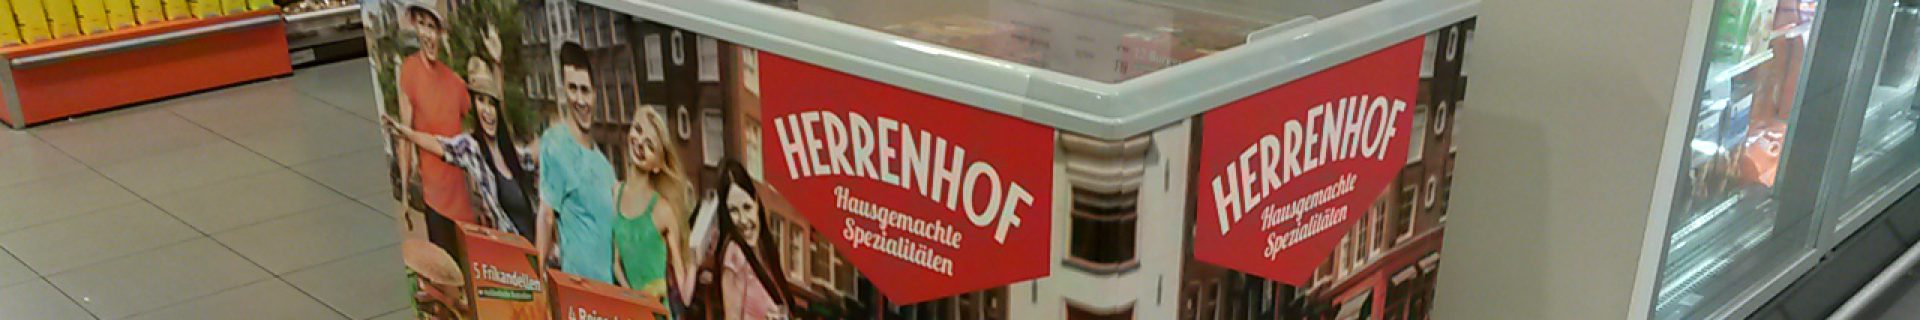 HERRENHOF
Hausgemachte
Spezialitäten
HERRENHOF
Hausgemachte
Spezialitäten
5 Frikandellen